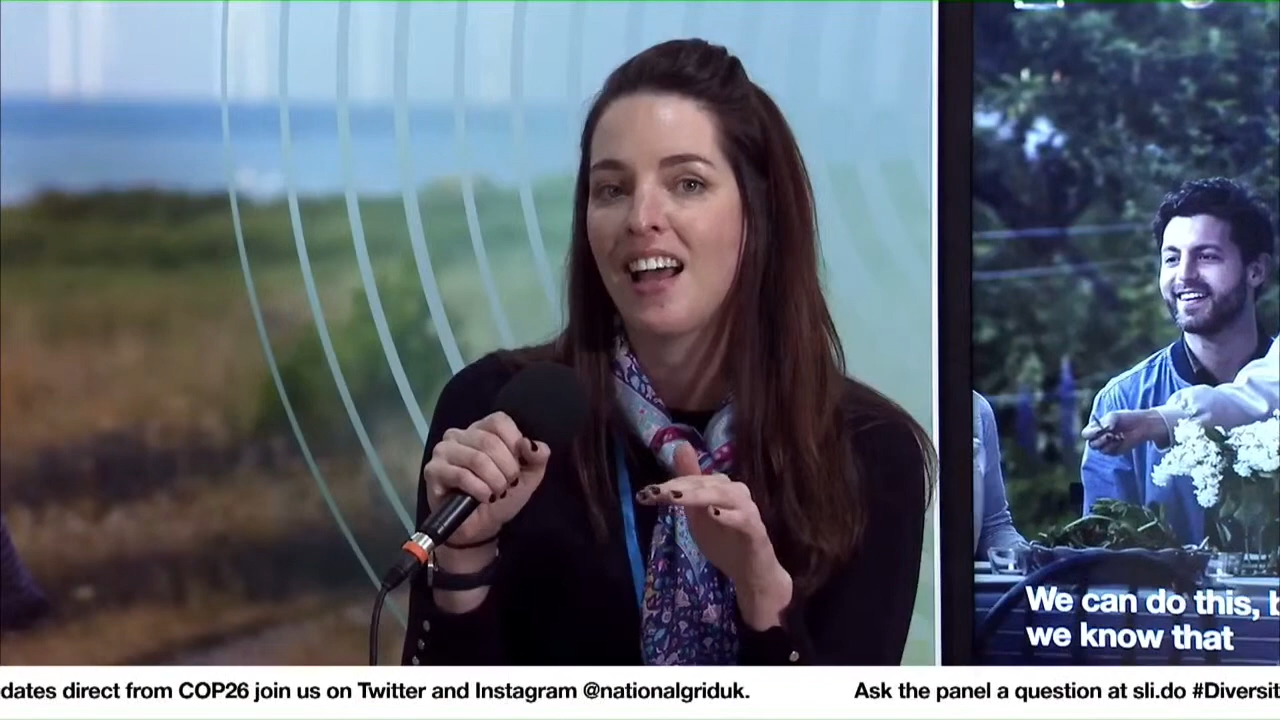 We can do this, b
we know that
dates direct from COP26 join us on Twitter and Instagram @nationalgriduk. Ask the panel a question at sli.do #Diversit